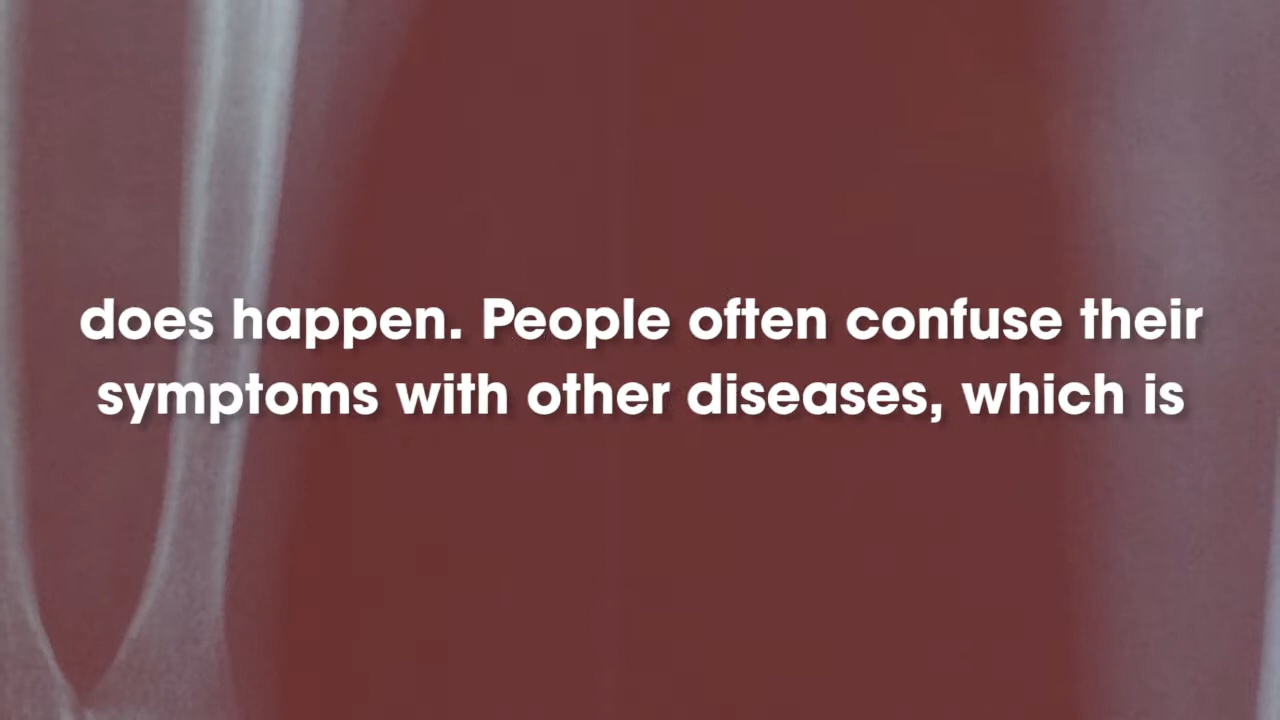 does happen. People often confuse their
symptoms with other diseases, which is